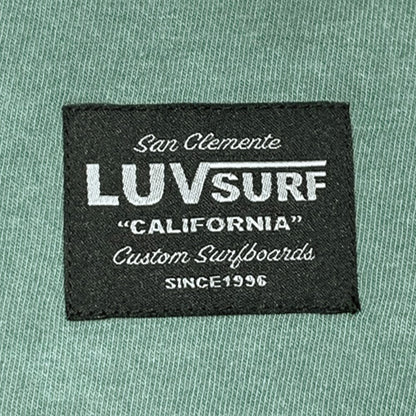 San Clemente
LUVSURF
“CALIFORNIA”
Custom Surfboards
SINCE1996